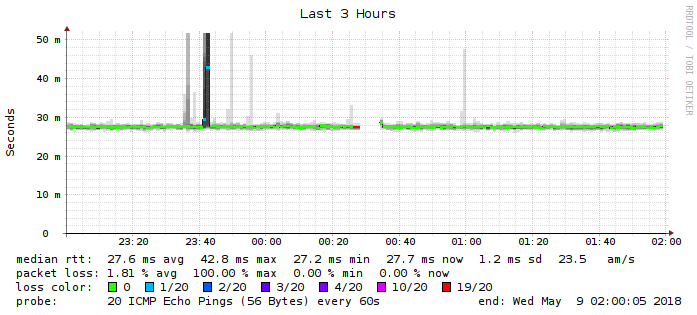 Last 3 Hours
RRDTOOL / TOBI OETIKER
Seconds
50 m
40 m
30 m
20 m
10 m
0
23:20 23:40 00:00 00:20 00:40 01:00 01:20 01:40 02:00
median rtt: 27.6 ms avg 42.8 ms max 27.2 ms min 27.7 ms now 1.2 ms sd 23.5 am/s
packet loss: 1.81 % avg 100.00 % max 0.00 % min 0.00 % now
loss color: 0 1/20 2/20 3/20 4/20 10/20 19/20
probe: 20 ICMP Echo Pings (56 Bytes) every 60s end: Wed May 9 02:00:05 2018